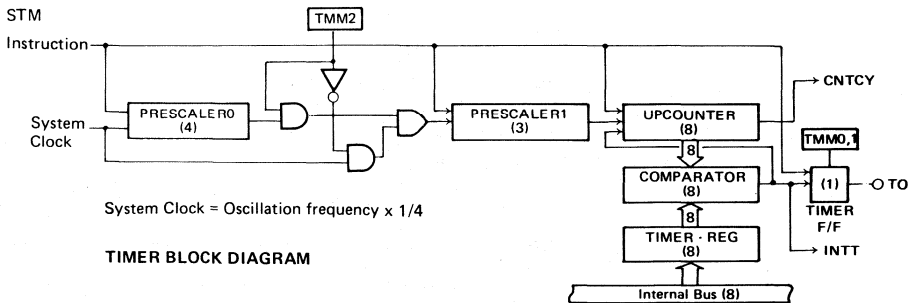 STM
Instruction
TMM2
PRESCALER0
(4)
System
Clock
PRESCALER1
(3)
UPCOUNTER
(8)
CNTCY
8
TMM0,1
COMPARATOR
(8)
(1)
TO
TIMER
F/F
8
TIMER · REG
(8)
INTT
Internal Bus (8)
System Clock = Oscillation frequency x 1/4
TIMER BLOCK DIAGRAM